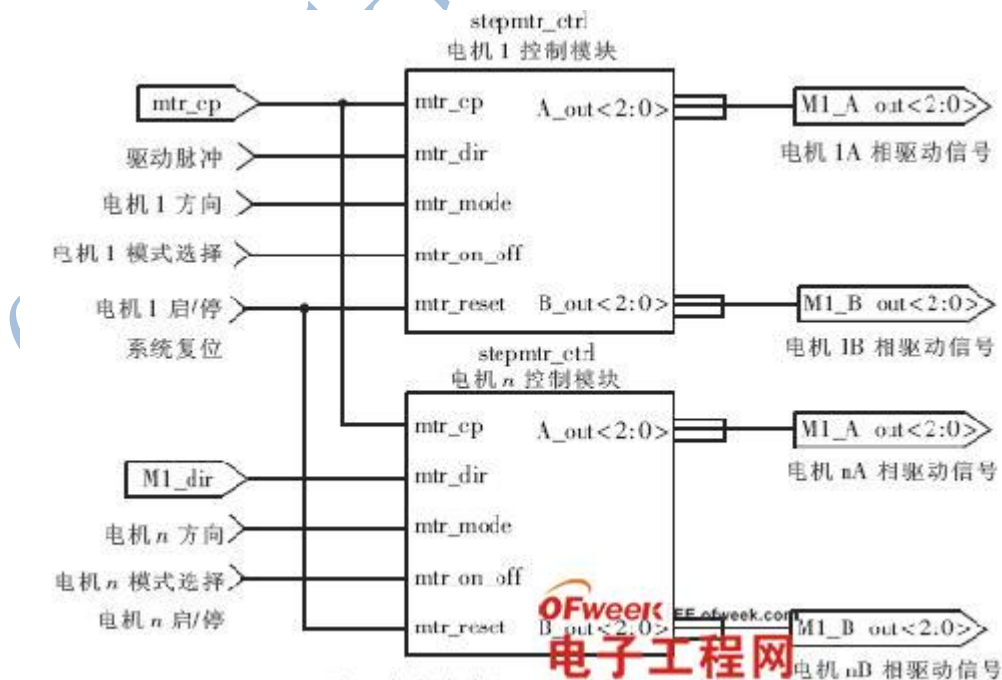 stepmtr_ctrl
电机 1 控制模块
mtr_cp
mtr_cp
A_out<2:0>
M1_A out<2:0>
驱动脉冲
mtr_dir
电机 1A 相驱动信号
电机 1 方向
mtr_mode
电机 1 模式选择
mtr_on_off
电机 1 启/停
mtr_reset
B_out<2:0>
M1_B out<2:0>
系统复位
电机 1B 相驱动信号
stepmtr_ctrl
电机 n 控制模块
mtr_cp
A_out<2:0>
M1_A out<2:0>
M1_dir
mtr_dir
电机 nA 相驱动信号
电机 n 方向
mtr_mode
电机 n 模式选择
mtr on off
电机 n 启/停
mtr_reset
B_out<2:0>
M1_B out<2:0>
OFweek
EE.ofweek.com
电子工程网
电机 nB 相驱动信号